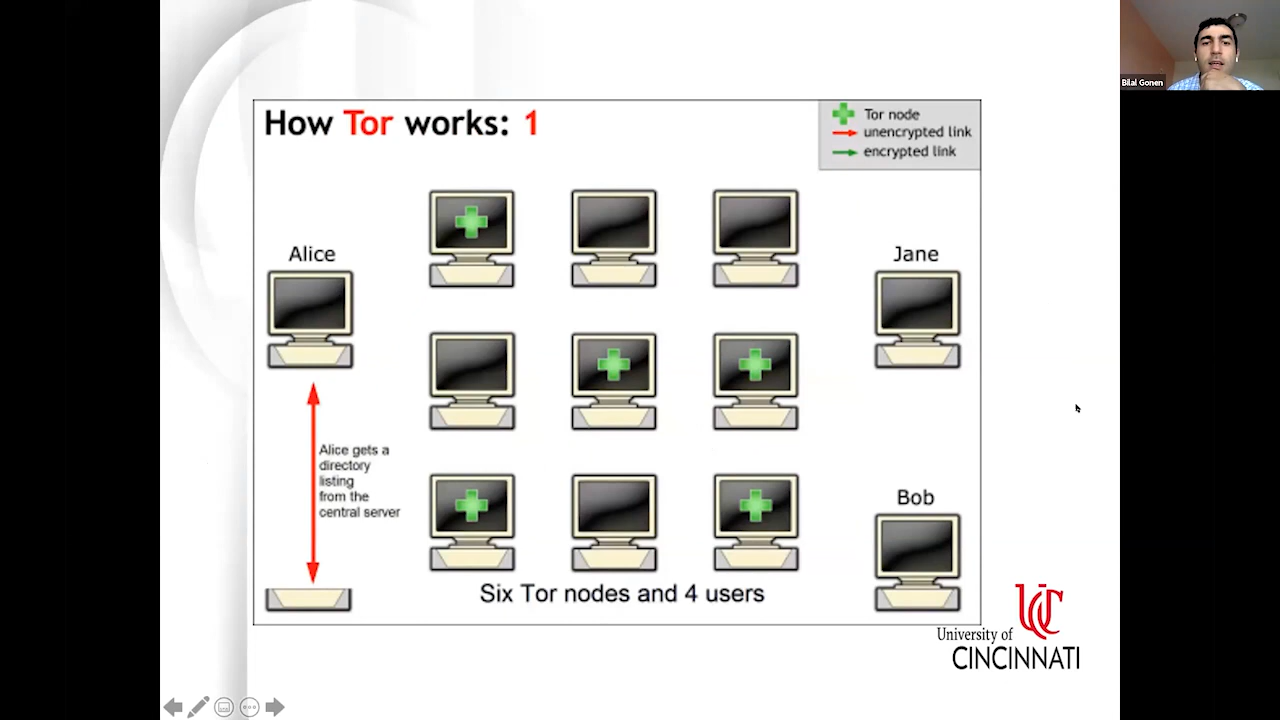 Bilal Gonen
How Tor works: 1
Tor node
unencrypted link
encrypted link
Alice
Jane
Alice gets a
directory
listing
from the
central server
Bob
Six Tor nodes and 4 users
UC
University of
CINCINNATI